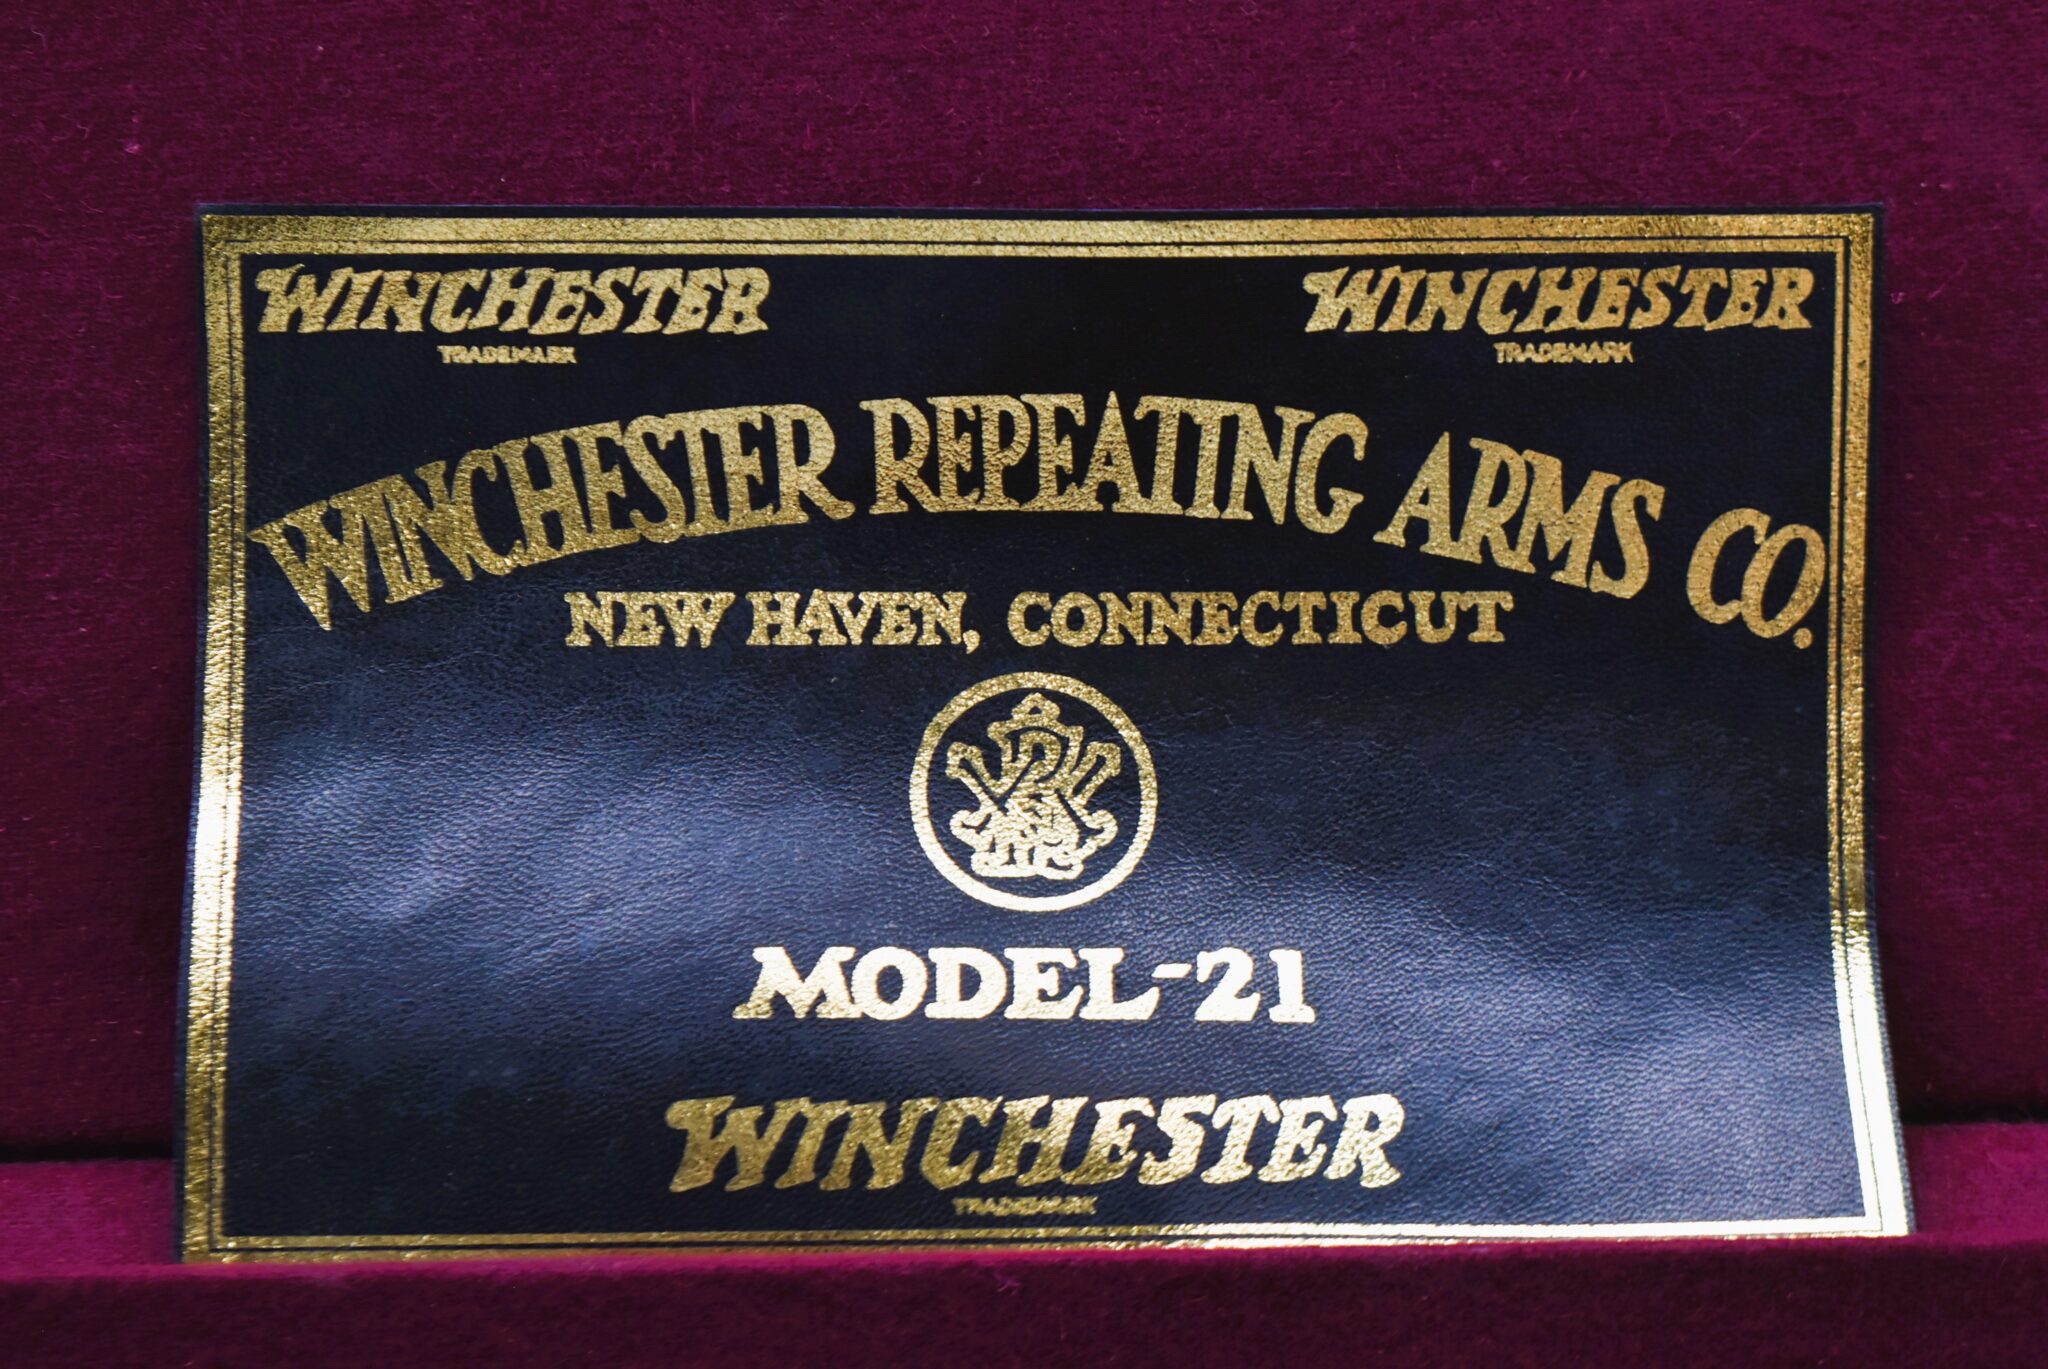 WINCHESTER WINCHESTER
TRADEMARK TRADEMARK
WINCHESTER REPEATING ARMS CO.
NEW HAVEN, CONNECTICUT
MODEL-21
WINCHESTER
TRADEMARK